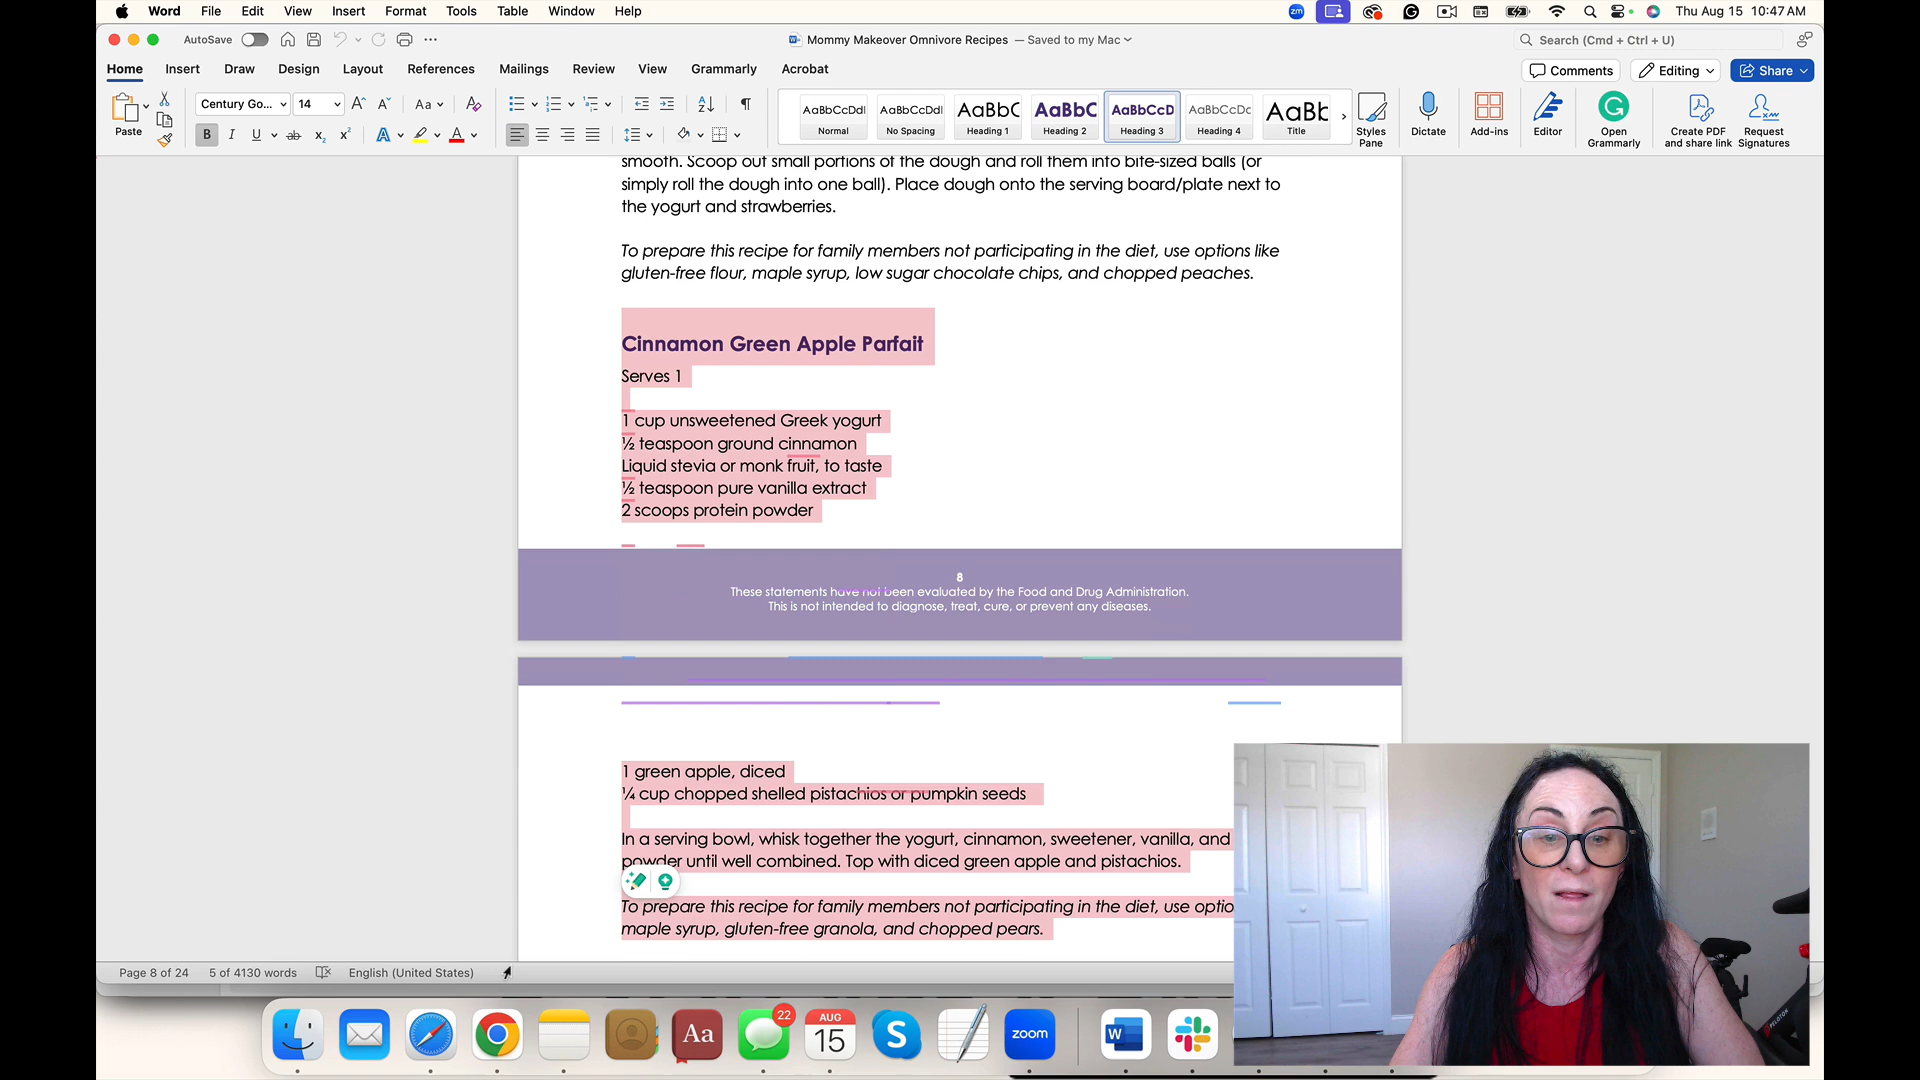 Word File Edit View Insert Format Tools Table Window Help
zm
Thu Aug 15 10:47 AM
AutoSave
Mommy Makeover Omnivore Recipes — Saved to my Mac
Search (Cmd + Ctrl + U)
Home Insert Draw Design Layout References Mailings Review View Grammarly Acrobat
Comments Editing Share
Paste
Century Go... 14
AaBbCcDdI Normal
AaBbCcDdI No Spacing
AaBbC Heading 1
AaBbC Heading 2
AaBbCcD Heading 3
AaBbCcDc Heading 4
AaBb Title
Styles Pane
Dictate
Add-ins
Editor
Open Grammarly
Create PDF and share link
Request Signatures
smooth. Scoop out small portions of the dough and roll them into bite-sized balls (or
simply roll the dough into one ball). Place dough onto the serving board/plate next to
the yogurt and strawberries.
To prepare this recipe for family members not participating in the diet, use options like
gluten-free flour, maple syrup, low sugar chocolate chips, and chopped peaches.
Cinnamon Green Apple Parfait
Serves 1
1 cup unsweetened Greek yogurt
½ teaspoon ground cinnamon
Liquid stevia or monk fruit, to taste
½ teaspoon pure vanilla extract
2 scoops protein powder
8
These statements have not been evaluated by the Food and Drug Administration.
This is not intended to diagnose, treat, cure, or prevent any diseases.
1 green apple, diced
¼ cup chopped shelled pistachios or pumpkin seeds
In a serving bowl, whisk together the yogurt, cinnamon, sweetener, vanilla, and
powder until well combined. Top with diced green apple and pistachios.
To prepare this recipe for family members not participating in the diet, use optio
maple syrup, gluten-free granola, and chopped pears.
Page 8 of 24 5 of 4130 words English (United States)
22
AUG
15
Aa
S
zoom
W
PELOTON